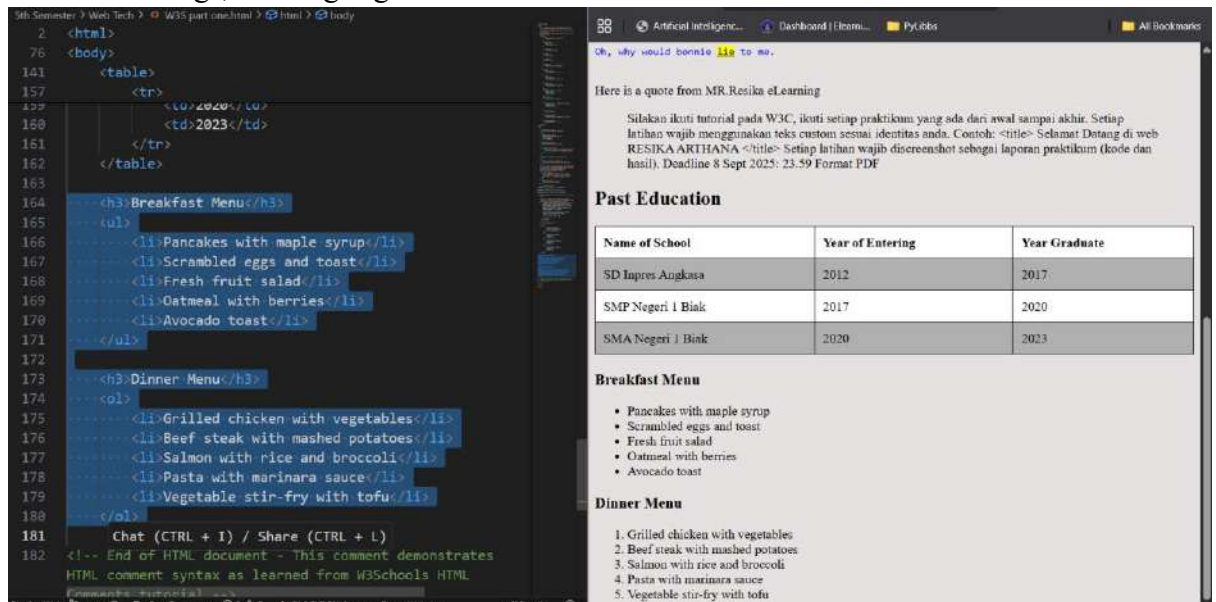 5th Semester > Web Tech > W3S part one.html > html > body
2 <html>
76 <body>
141 <table>
157 <tr>
159 <td>2020</td>
160 <td>2023</td>
161 </tr>
162 </table>
163
164 <h3>Breakfast Menu</h3>
165 <ul>
166 <li>Pancakes with maple syrup</li>
167 <li>Scrambled eggs and toast</li>
168 <li>Fresh fruit salad</li>
169 <li>Oatmeal with berries</li>
170 <li>Avocado toast</li>
171 </ul>
172
173 <h3>Dinner Menu</h3>
174 <ol>
175 <li>Grilled chicken with vegetables</li>
176 <li>Beef steak with mashed potatoes</li>
177 <li>Salmon with rice and broccoli</li>
178 <li>Pasta with marinara sauce</li>
179 <li>Vegetable stir-fry with tofu</li>
180 </ol>
181 Chat (CTRL + I) / Share (CTRL + L)
182 <!-- End of HTML document - This comment demonstrates
HTML comment syntax as learned from W3Schools HTML
Comments tutorial -->
Artificial Intelligenc... Dashboard | Elearni... PyLibbs All Bookmarks
Oh, why would bonnie lie to me.
Here is a quote from MR.Resika eLearning
Silakan ikuti tutorial pada W3C, ikuti setiap praktikum yang ada dari awal sampai akhir. Setiap
latihan wajib menggunakan teks custom sesuai identitas anda. Contoh: <title> Selamat Datang di web
RESIKA ARTHANA </title> Setiap latihan wajib discreenshot sebagai laporan praktikum (kode dan
hasil). Deadline 8 Sept 2025: 23.59 Format PDF
Past Education
Name of School Year of Entering Year Graduate
SD Inpres Angkasa 2012 2017
SMP Negeri 1 Biak 2017 2020
SMA Negeri 1 Biak 2020 2023
Breakfast Menu
• Pancakes with maple syrup
• Scrambled eggs and toast
• Fresh fruit salad
• Oatmeal with berries
• Avocado toast
Dinner Menu
1. Grilled chicken with vegetables
2. Beef steak with mashed potatoes
3. Salmon with rice and broccoli
4. Pasta with marinara sauce
5. Vegetable stir-fry with tofu